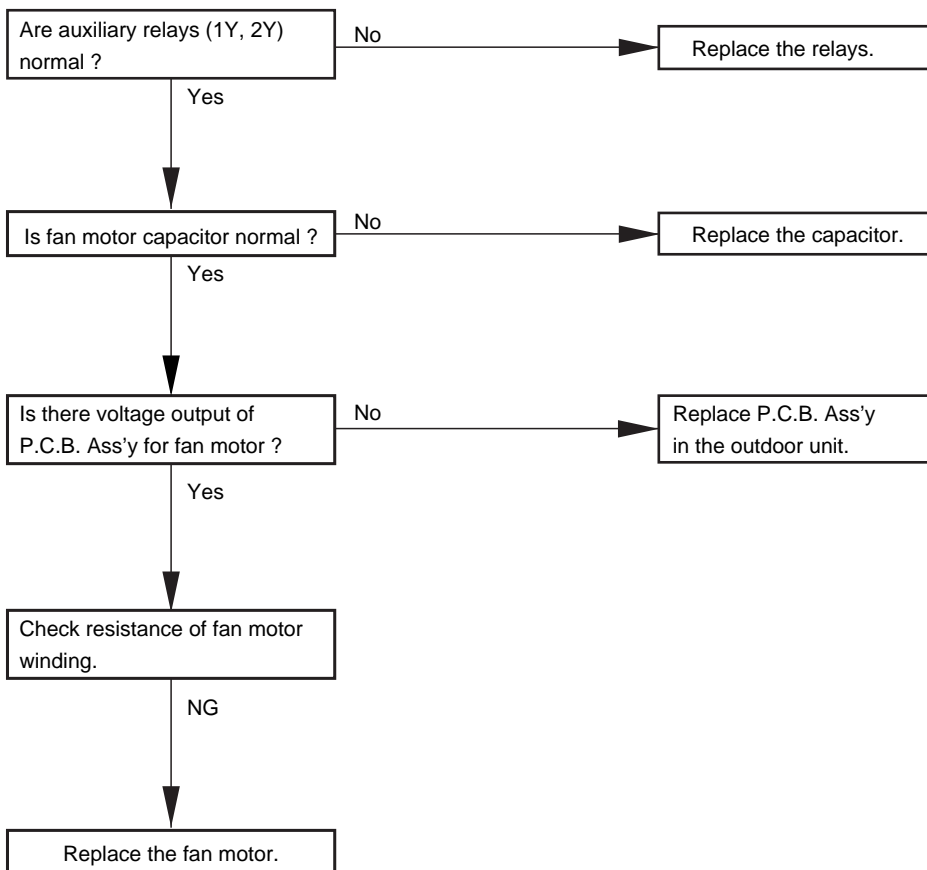 Are auxiliary relays (1Y, 2Y)
normal ?
No
Replace the relays.
Yes
Is fan motor capacitor normal ?
No
Replace the capacitor.
Yes
Is there voltage output of
P.C.B. Ass'y for fan motor ?
No
Replace P.C.B. Ass'y
in the outdoor unit.
Yes
Check resistance of fan motor
winding.
NG
Replace the fan motor.